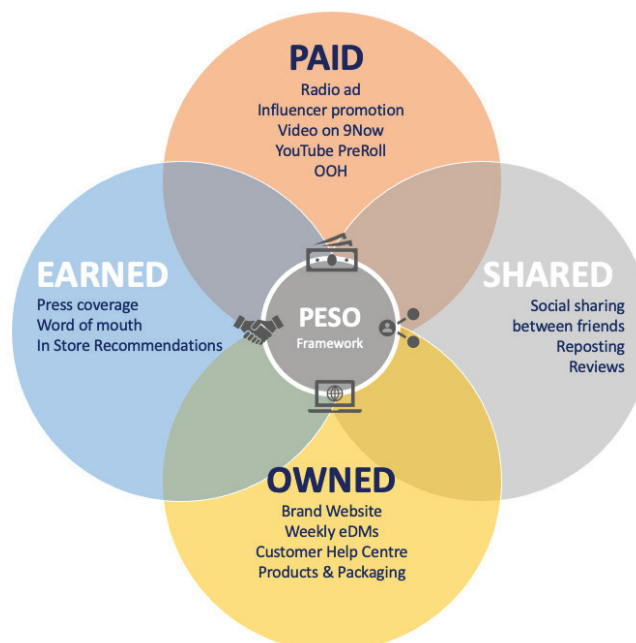 PAID
Radio ad
Influencer promotion
Video on 9Now
YouTube PreRoll
OOH
EARNED
Press coverage
Word of mouth
In Store Recommendations
PESO
Framework
SHARED
Social sharing
between friends
Reposting
Reviews
OWNED
Brand Website
Weekly eDMs
Customer Help Centre
Products & Packaging